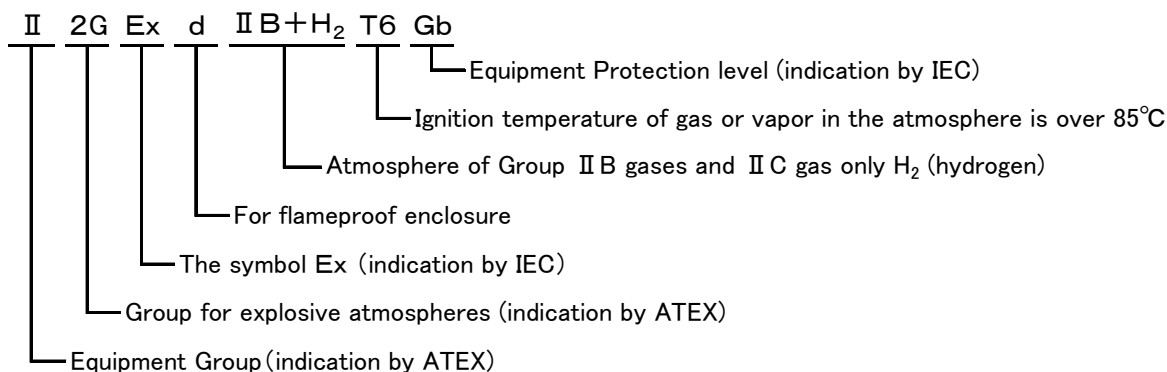 Ⅱ 2G Ex d ⅡB+H₂ T6 Gb
Equipment Protection level (indication by IEC)
Ignition temperature of gas or vapor in the atmosphere is over 85℃
Atmosphere of Group ⅡB gases and ⅡC gas only H₂ (hydrogen)
For flameproof enclosure
The symbol Ex (indication by IEC)
Group for explosive atmospheres (indication by ATEX)
Equipment Group(indication by ATEX)